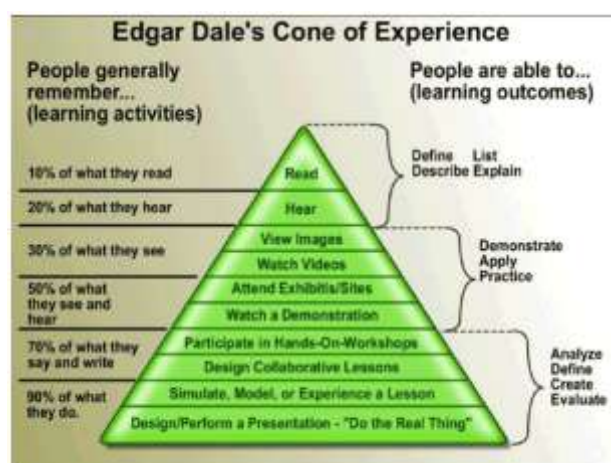 Edgar Dale's Cone of Experience
People generally
remember...
(learning activities)
People are able to...
(learning outcomes)
10% of what they read
20% of what they hear
30% of what they see
50% of what
they see and
hear
70% of what they
say and write
90% of what
they do.
Read
Hear
View Images
Watch Videos
Attend Exhibitis/Sites
Watch a Demonstration
Participate in Hands-On-Workshops
Design Collaborative Lessons
Simulate, Model, or Experience a Lesson
Design/Perform a Presentation - "Do the Real Thing"
Define List
Describe Explain
Demonstrate
Apply
Practice
Analyze
Define
Create
Evaluate